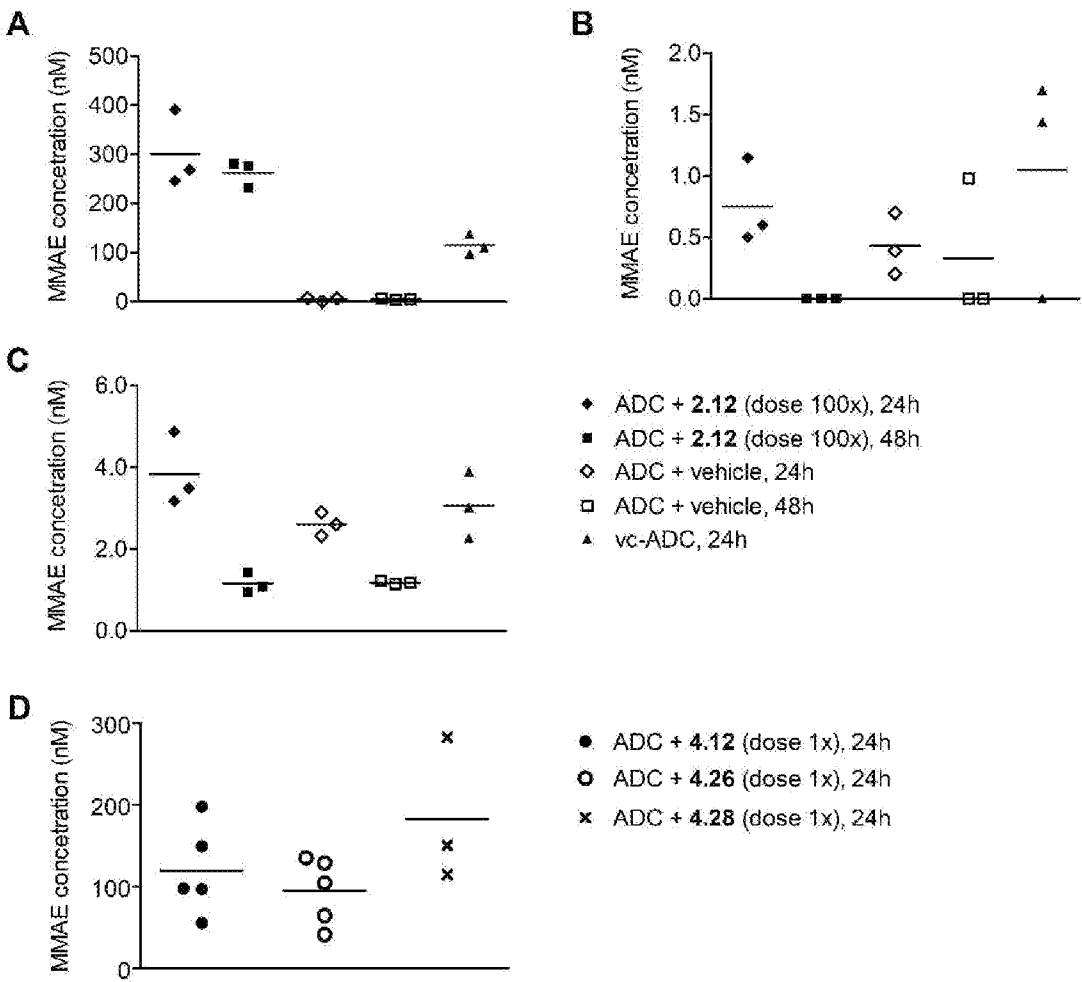 A
MMAE concetration (nM)
500
400
300
200
100
0
B
MMAE concetration (nM)
2.0
1.5
1.0
0.5
0.0
C
MMAE concetration (nM)
6.0
4.0
2.0
0.0
ADC + 2.12 (dose 100x), 24h
ADC + 2.12 (dose 100x), 48h
ADC + vehicle, 24h
ADC + vehicle, 48h
vc-ADC, 24h
D
MMAE concetration (nM)
300
200
100
0
ADC + 4.12 (dose 1x), 24h
ADC + 4.26 (dose 1x), 24h
ADC + 4.28 (dose 1x), 24h